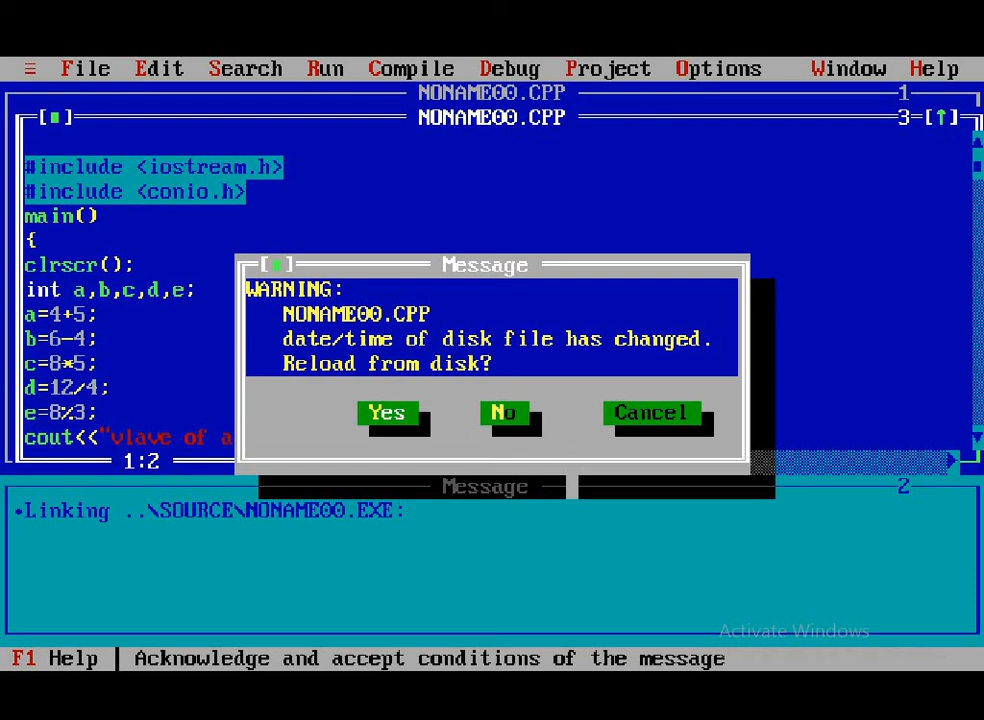 ≡ File Edit Search Run Compile Debug Project Options Window Help
NONAME00.CPP 1
[■] NONAME00.CPP 3=[↑]
#include <iostream.h>
#include <conio.h>
main()
{
clrscr();
int a,b,c,d,e;
a=4+5;
b=6-4;
c=8*5;
d=12/4;
e=8%3;
cout<<"vlave of a
1:2
[■] Message
WARNING:
NONAME00.CPP
date/time of disk file has changed.
Reload from disk?
Yes No Cancel
Message 2
•Linking ..\SOURCE\NONAME00.EXE:
Activate Windows
F1 Help | Acknowledge and accept conditions of the message